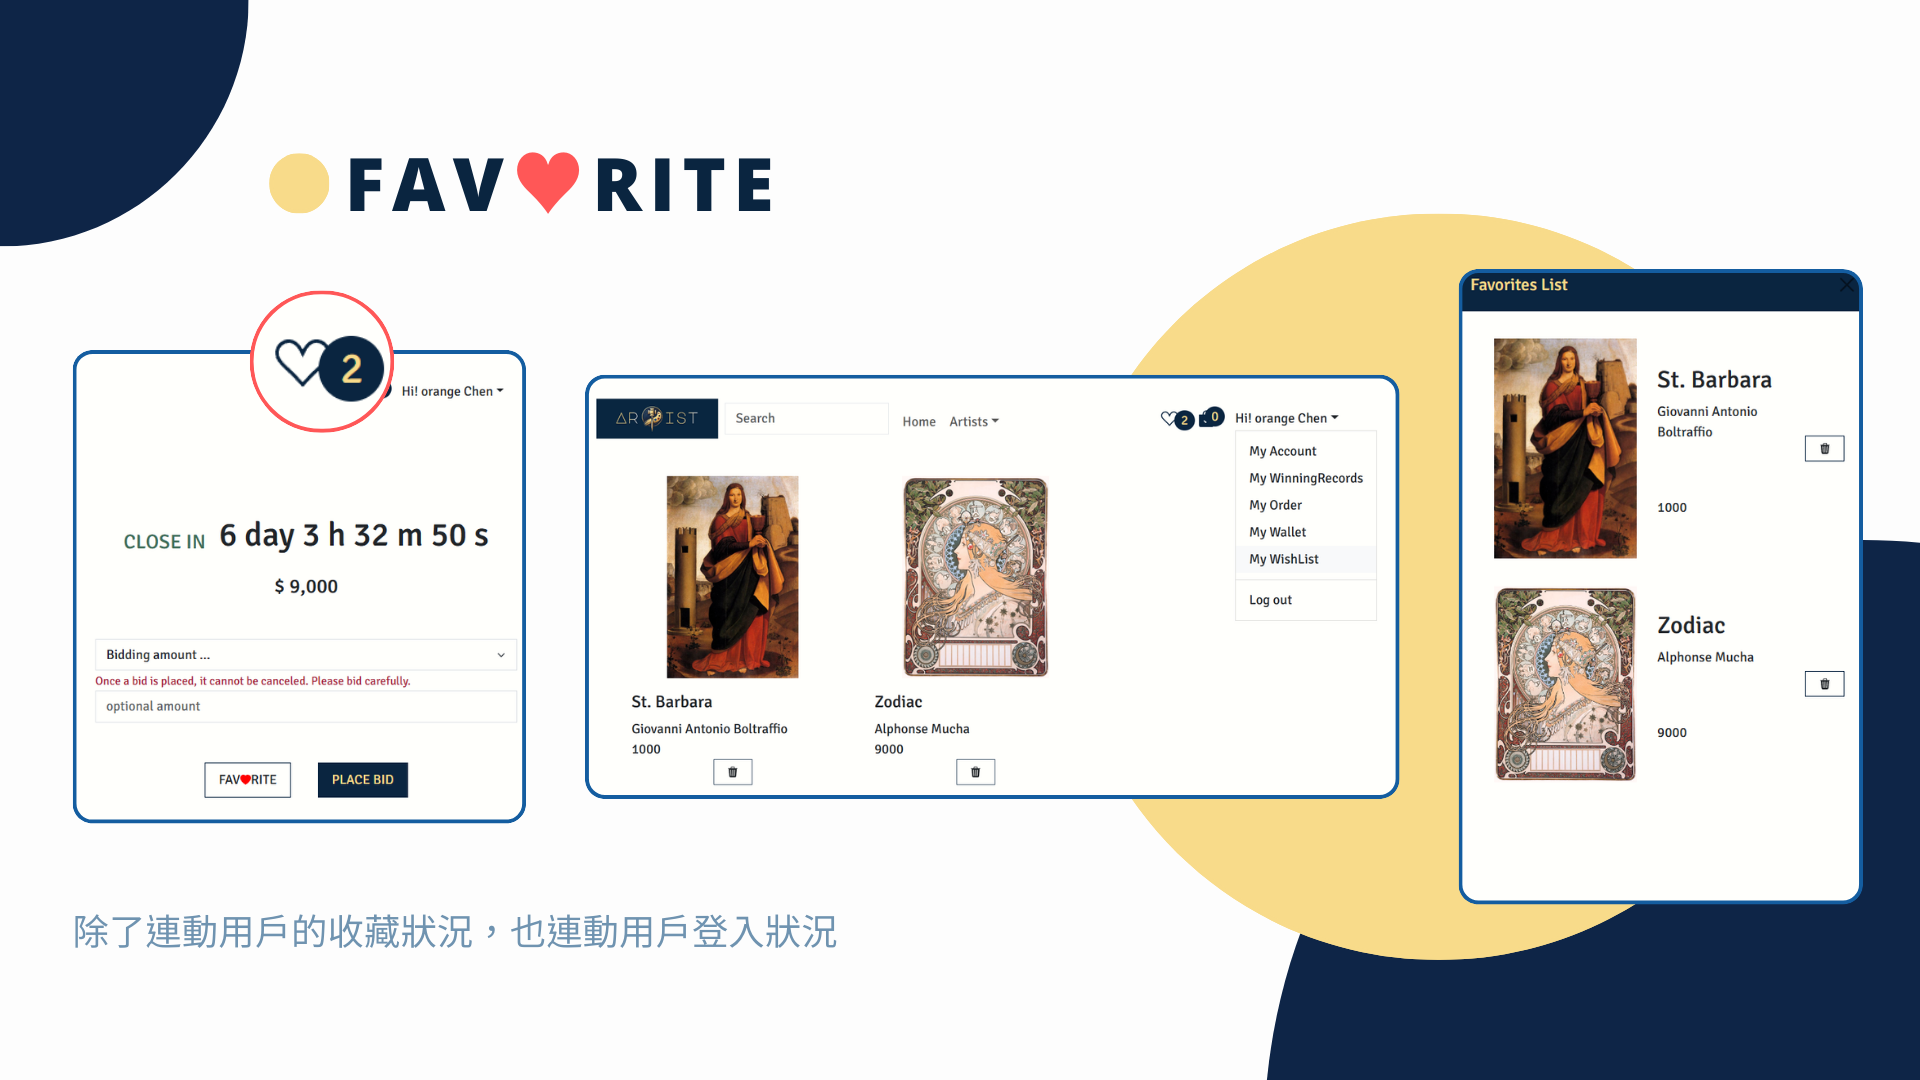 FAV♥RITE
2
Hi! orange Chen
CLOSE IN 6 day 3 h 32 m 50 s
$ 9,000
Bidding amount ...
Once a bid is placed, it cannot be canceled. Please bid carefully.
optional amount
FAV♥RITE
PLACE BID
ARTIST
Search
Home
Artists
2
0
Hi! orange Chen
My Account
My WinningRecords
My Order
My Wallet
My WishList
Log out
St. Barbara
Giovanni Antonio Boltraffio
1000
Zodiac
Alphonse Mucha
9000
Favorites List
St. Barbara
Giovanni Antonio
Boltraffio
1000
Zodiac
Alphonse Mucha
9000
除了連動用戶的收藏狀況，也連動用戶登入狀況